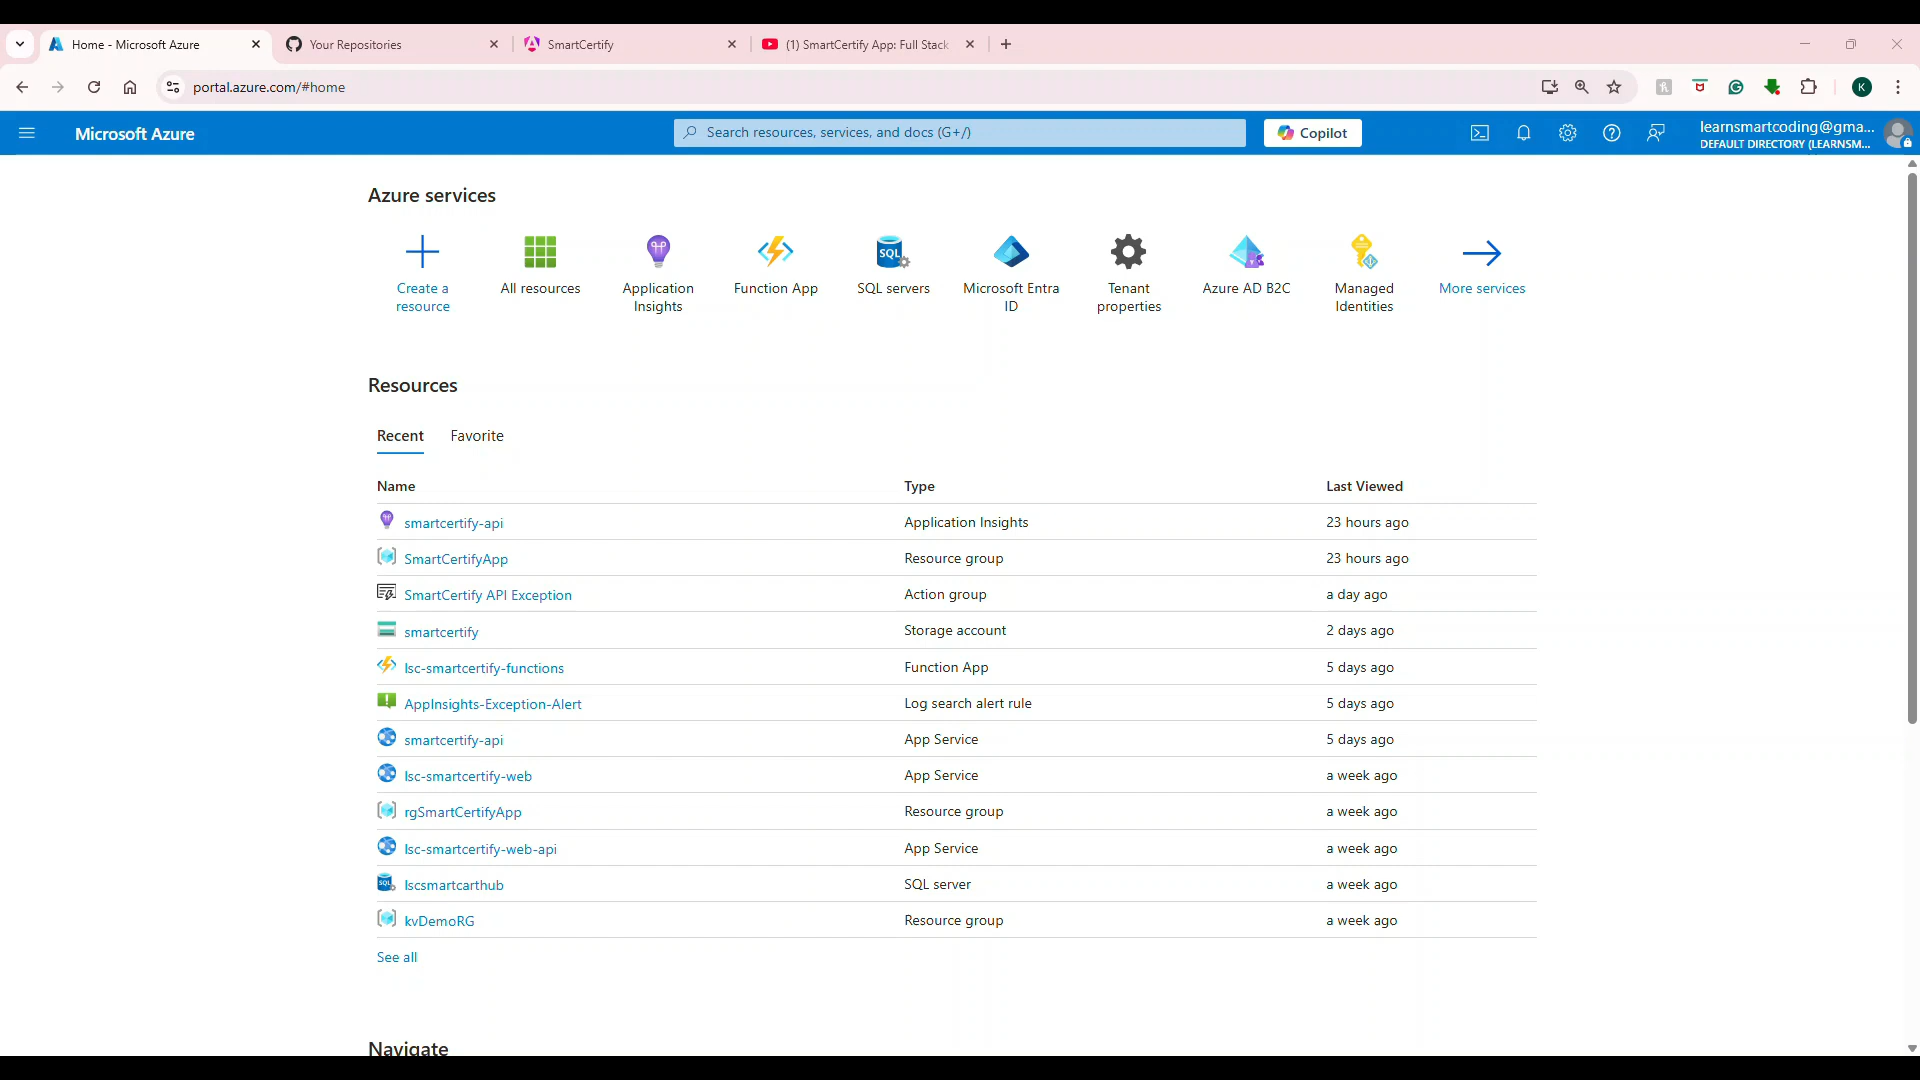 Home - Microsoft Azure
Your Repositories
SmartCertify
(1) SmartCertify App: Full Stack
portal.azure.com/#home
K
Microsoft Azure
Search resources, services, and docs (G+/)
Copilot
learnsmartcoding@gma...
DEFAULT DIRECTORY (LEARNSM...
Azure services
Create a resource
All resources
Application Insights
Function App
SQL servers
Microsoft Entra ID
Tenant properties
Azure AD B2C
Managed Identities
More services
Resources
Recent Favorite
Name Type Last Viewed
smartcertify-api Application Insights 23 hours ago
SmartCertifyApp Resource group 23 hours ago
SmartCertify API Exception Action group a day ago
smartcertify Storage account 2 days ago
lsc-smartcertify-functions Function App 5 days ago
AppInsights-Exception-Alert Log search alert rule 5 days ago
smartcertify-api App Service 5 days ago
lsc-smartcertify-web App Service a week ago
rgSmartCertifyApp Resource group a week ago
lsc-smartcertify-web-api App Service a week ago
lscsmartcarthub SQL server a week ago
kvDemoRG Resource group a week ago
See all
Navigate